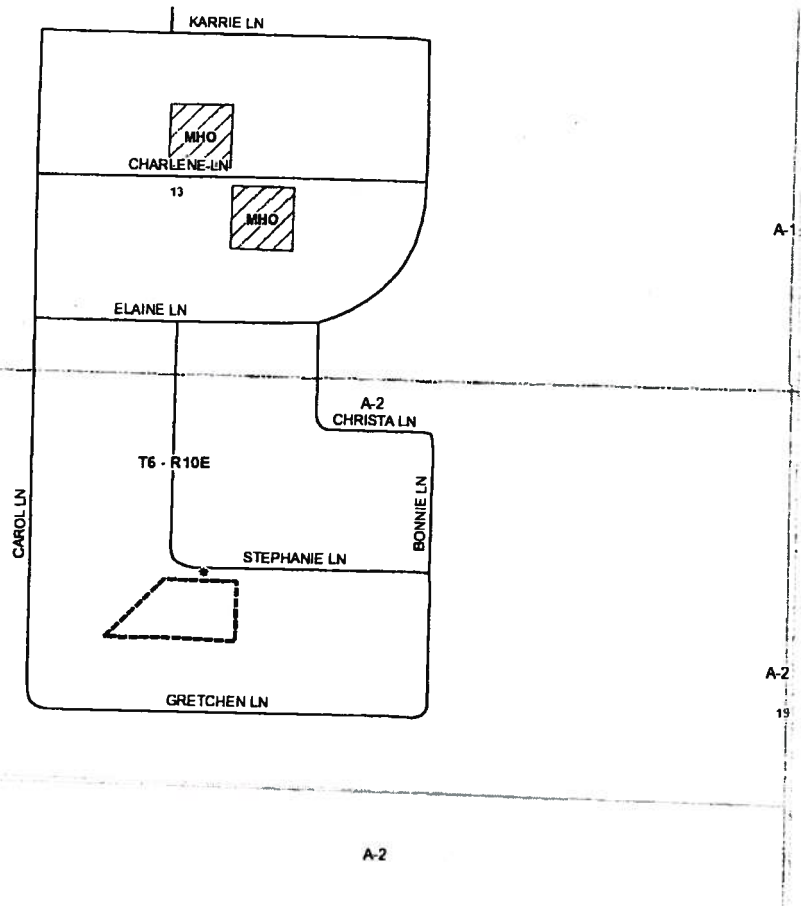 KARRIE LN
MHO
CHARLENE LN
13
MHO
A-1
ELAINE LN
A-2
CHRISTA LN
T6 - R10E
CAROL LN
BONNIE LN
STEPHANIE LN
*
A-2
GRETCHEN LN
19
A-2